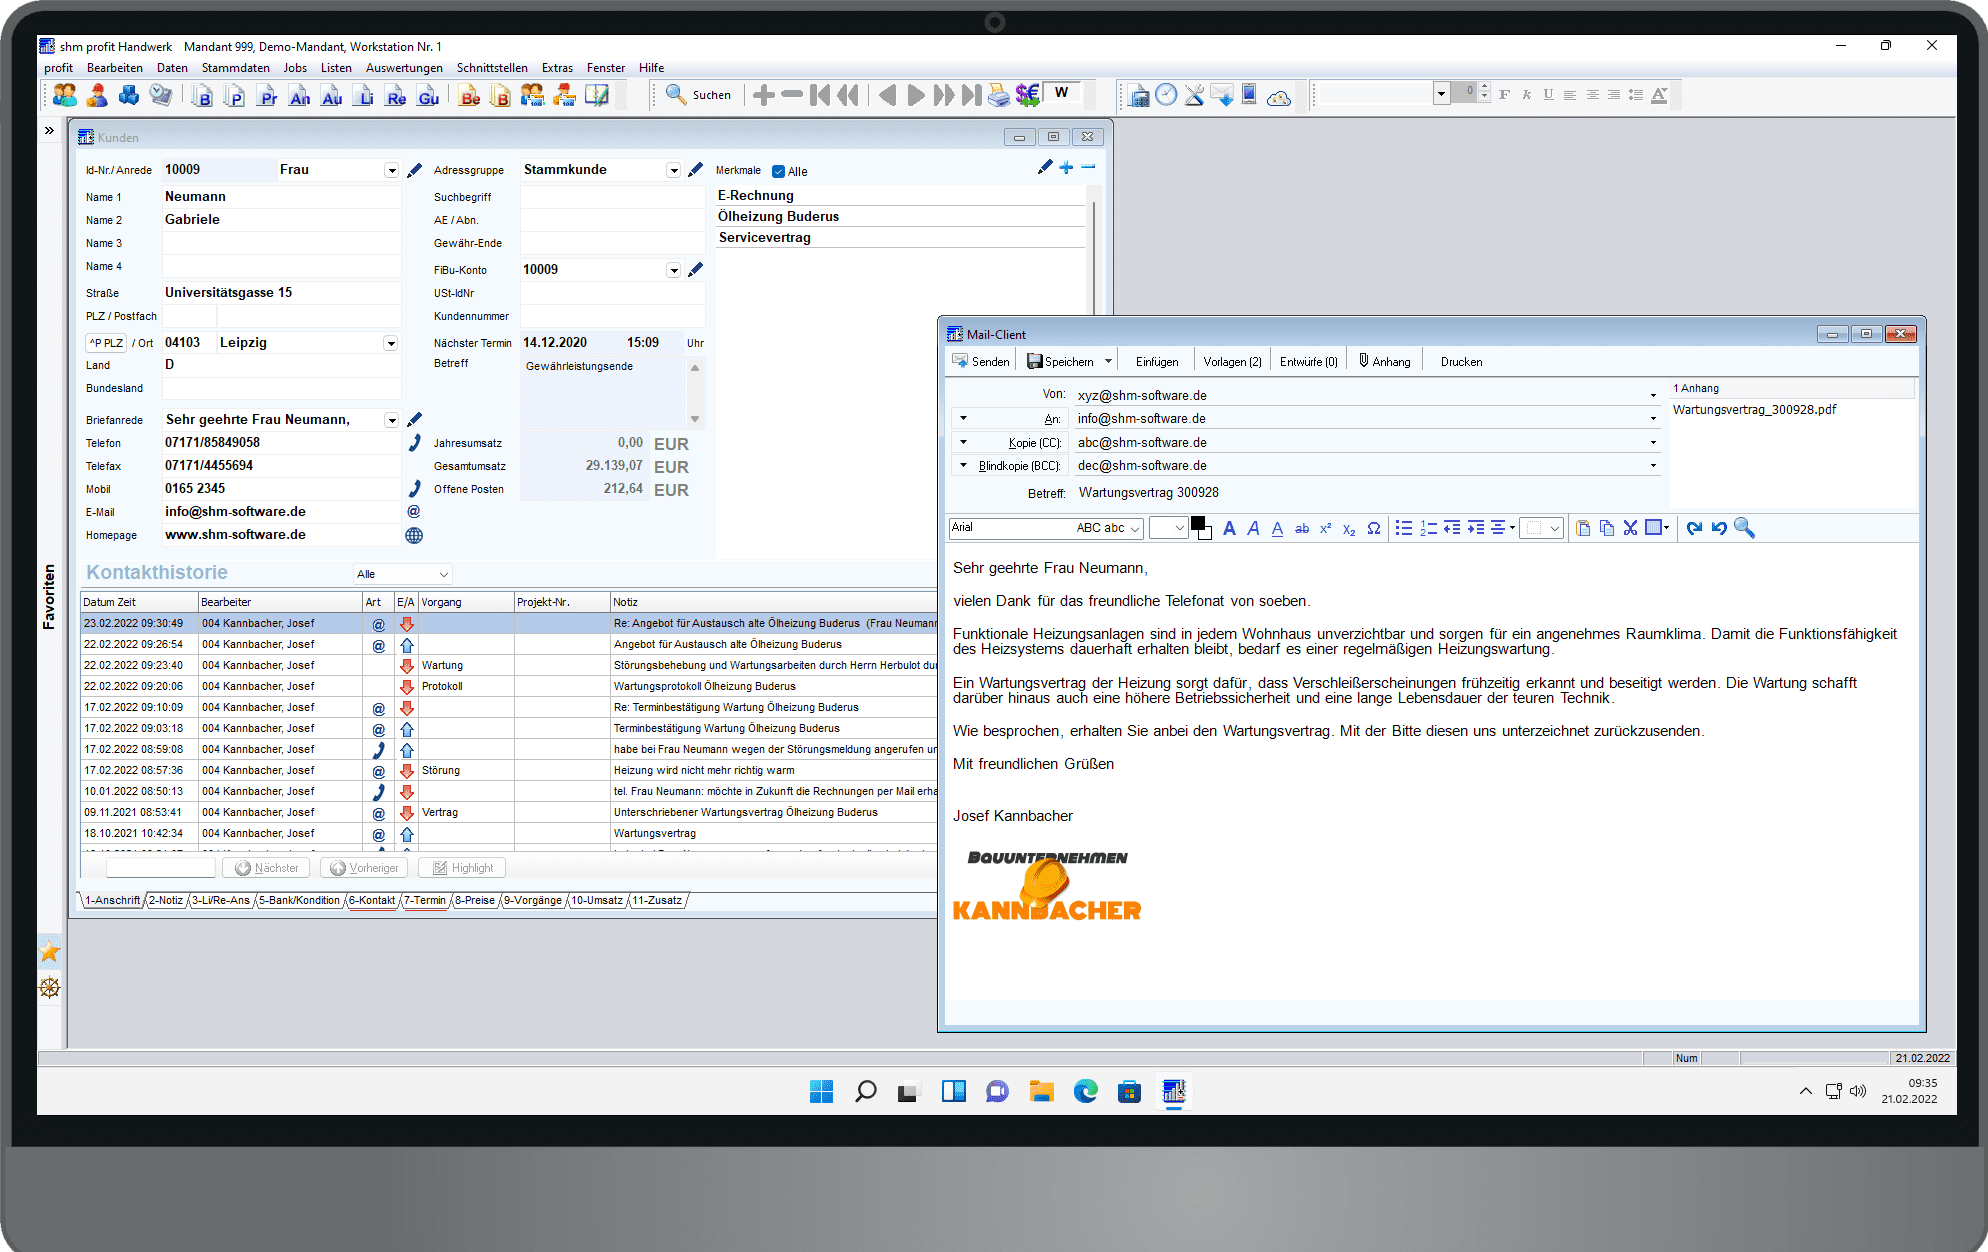 shm profit Handwerk Mandant 999, Demo-Mandant, Workstation Nr. 1
profit Bearbeiten Daten Stammdaten Jobs Listen Auswertungen Schnittstellen Extras Fenster Hilfe
B P Pr An Au Li Re Gu Be B Suchen W 0 F k U A
Kunden
Id-Nr./ Anrede 10009 Frau Adressgruppe Stammkunde Merkmale Alle
Name 1 Neumann Suchbegriff E-Rechnung
Name 2 Gabriele AE / Abn. Ölheizung Buderus
Name 3 Gewähr-Ende Servicevertrag
Name 4 FiBu-Konto 10009
Straße Universitätsgasse 15 USt-IdNr
PLZ / Postfach Kundennummer
^P PLZ / Ort 04103 Leipzig Nächster Termin 14.12.2020 15:09 Uhr
Land D Betreff Gewährleistungsende
Bundesland
Briefanrede Sehr geehrte Frau Neumann,
Telefon 07171/85849058 Jahresumsatz 0,00 EUR
Telefax 07171/4455694 Gesamtumsatz 29.139,07 EUR
Mobil 0165 2345 Offene Posten 212,64 EUR
E-Mail info@shm-software.de @
Homepage www.shm-software.de
Favoriten
Kontakthistorie Alle
Datum Zeit Bearbeiter Art E/A Vorgang Projekt-Nr. Notiz
23.02.2022 09:30:49 004 Kannbacher, Josef @ Re: Angebot für Austausch alte Ölheizung Buderus (Frau Neumann
22.02.2022 09:26:54 004 Kannbacher, Josef @ Angebot für Austausch alte Ölheizung Buderus
22.02.2022 09:23:40 004 Kannbacher, Josef Wartung Störungsbehebung und Wartungsarbeiten durch Herrn Herbulot dur
22.02.2022 09:20:06 004 Kannbacher, Josef Protokoll Wartungsprotokoll Ölheizung Buderus
17.02.2022 09:10:09 004 Kannbacher, Josef @ Re: Terminbestätigung Wartung Ölheizung Buderus
17.02.2022 09:03:18 004 Kannbacher, Josef @ Terminbestätigung Wartung Ölheizung Buderus
17.02.2022 08:59:08 004 Kannbacher, Josef habe bei Frau Neumann wegen der Störungsmeldung angerufen un
17.02.2022 08:57:36 004 Kannbacher, Josef @ Störung Heizung wird nicht mehr richtig warm
10.01.2022 08:50:13 004 Kannbacher, Josef tel. Frau Neumann: möchte in Zukunft die Rechnungen per Mail erha
09.11.2021 08:53:41 004 Kannbacher, Josef @ Vertrag Unterschriebener Wartungsvertrag Ölheizung Buderus
18.10.2021 10:42:34 004 Kannbacher, Josef @ Wartungsvertrag
Nächster Vorheriger Highlight
1-Anschrift 2-Notiz 3-Li/Re-Ans 5-Bank/Kondition 6-Kontakt 7-Termin 8-Preise 9-Vorgänge 10-Umsatz 11-Zusatz
Mail-Client
Senden Speichern Einfügen Vorlagen (2) Entwürfe (0) Anhang Drucken
Von: xyz@shm-software.de
An: info@shm-software.de
Kopie (CC): abc@shm-software.de
Blindkopie (BCC): dec@shm-software.de
Betreff: Wartungsvertrag 300928
1 Anhang
Wartungsvertrag_300928.pdf
Arial ABC abc A A A ab x² x₂ Ω
Sehr geehrte Frau Neumann,
vielen Dank für das freundliche Telefonat von soeben.
Funktionale Heizungsanlagen sind in jedem Wohnhaus unverzichtbar und sorgen für ein angenehmes Raumklima. Damit die Funktionsfähigkeit
des Heizsystems dauerhaft erhalten bleibt, bedarf es einer regelmäßigen Heizungswartung.
Ein Wartungsvertrag der Heizung sorgt dafür, dass Verschleißerscheinungen frühzeitig erkannt und beseitigt werden. Die Wartung schafft
darüber hinaus auch eine höhere Betriebssicherheit und eine lange Lebensdauer der teuren Technik.
Wie besprochen, erhalten Sie anbei den Wartungsvertrag. Mit der Bitte diesen uns unterzeichnet zurückzusenden.
Mit freundlichen Grüßen
Josef Kannbacher
BAUUNTERNEHMEN
KANNBACHER
Num 21.02.2022
09:35
21.02.2022